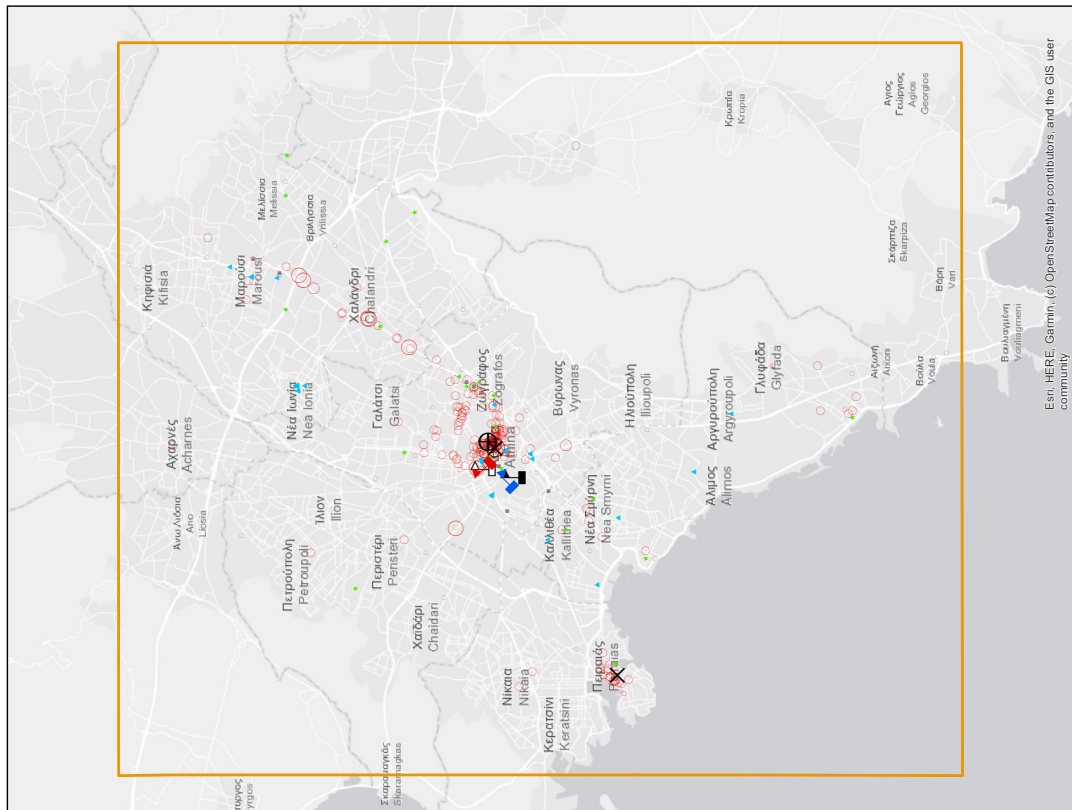 Άγιος
Γεώργιος
Agios
Georgios
Κρωπία
Kropia
Μελίσσια
Melissia
Βριλήσσια
Vrilissia
Σκάρπιζα
Skarpiza
Κηφισιά
Kifisia
Μαρούσι
Marousi
Χαλάνδρι
Chalandri
Βάρη
Vari
Βουλιαγμένη
Vouliagmeni
Αιξωνή
Aixoni
Βούλα
Voula
Γλυφάδα
Glyfada
Ζωγράφος
Zografos
Βύρωνας
Vyronas
Ηλιούπολη
Ilioupoli
Αργυρούπολη
Argyroupoli
Νέα Ιωνία
Nea Ionia
Γαλάτσι
Galatsi
Αχαρνές
Acharnes
Άνω Λιόσια
Ano
Liosia
Ίλιον
Ilion
Άλιμος
Alimos
Καλλιθέα
Kallithea
Νέα Σμύρνη
Nea Smyrni
Πετρούπολη
Petroupoli
Περιστέρι
Peristeri
Χαϊδάρι
Chaidari
Νίκαια
Nikaia
Πειραιάς
Κερατσίνι
Keratsini
Σκαραμαγκάς
Skaramagkas
Esri, HERE, Garmin, (c) OpenStreetMap contributors, and the GIS user
community